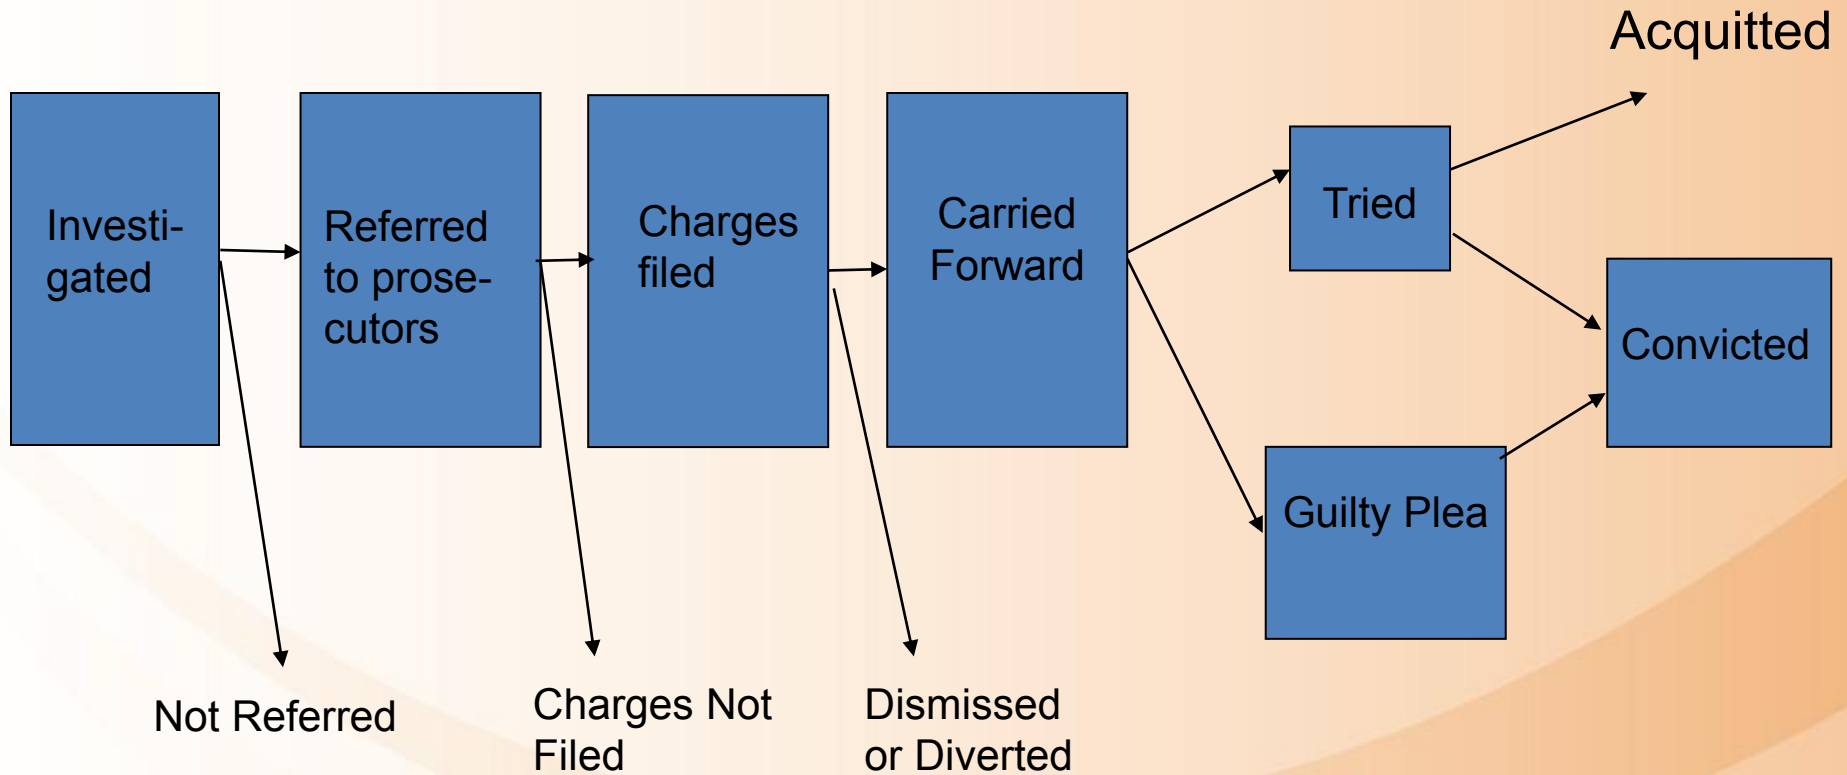 Acquitted
Investi-
gated
Referred
to prose-
cutors
Charges
filed
Carried
Forward
Tried
Convicted
Guilty Plea
Not Referred
Charges Not
Filed
Dismissed
or Diverted